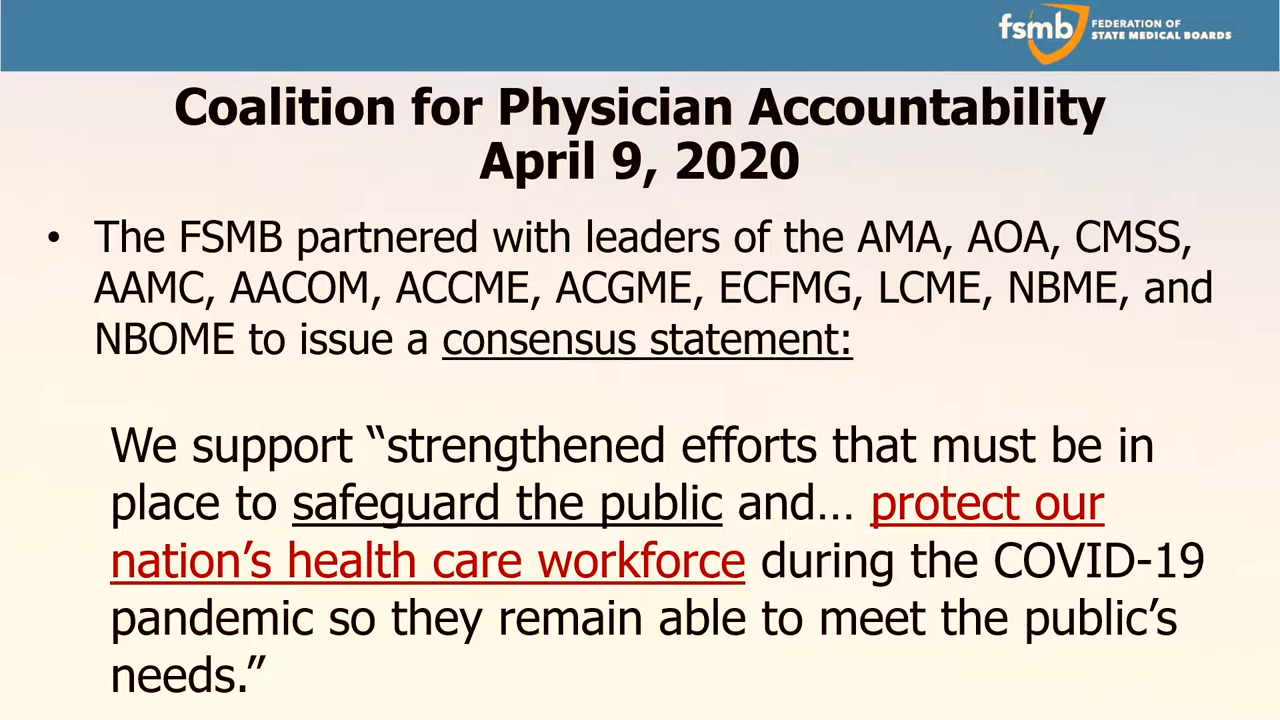 fsmb FEDERATION OF
STATE MEDICAL BOARDS
Coalition for Physician Accountability
April 9, 2020
• The FSMB partnered with leaders of the AMA, AOA, CMSS,
AAMC, AACOM, ACCME, ACGME, ECFMG, LCME, NBME, and
NBOME to issue a consensus statement:
We support “strengthened efforts that must be in
place to safeguard the public and… protect our
nation’s health care workforce during the COVID-19
pandemic so they remain able to meet the public’s
needs.”